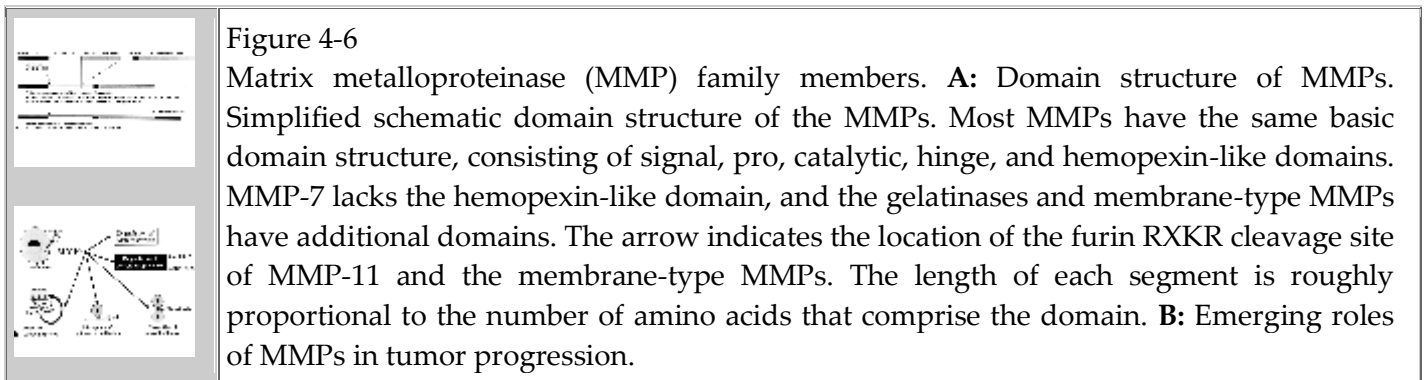 Figure 4-6
Matrix metalloproteinase (MMP) family members. A: Domain structure of MMPs.
Simplified schematic domain structure of the MMPs. Most MMPs have the same basic
domain structure, consisting of signal, pro, catalytic, hinge, and hemopexin-like domains.
MMP-7 lacks the hemopexin-like domain, and the gelatinases and membrane-type MMPs
have additional domains. The arrow indicates the location of the furin RXKR cleavage site
of MMP-11 and the membrane-type MMPs. The length of each segment is roughly
proportional to the number of amino acids that comprise the domain. B: Emerging roles
of MMPs in tumor progression.